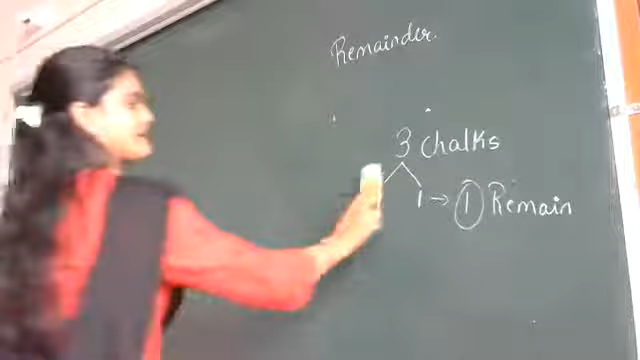 Remainder.
3 chalks
1 → 1 Remain